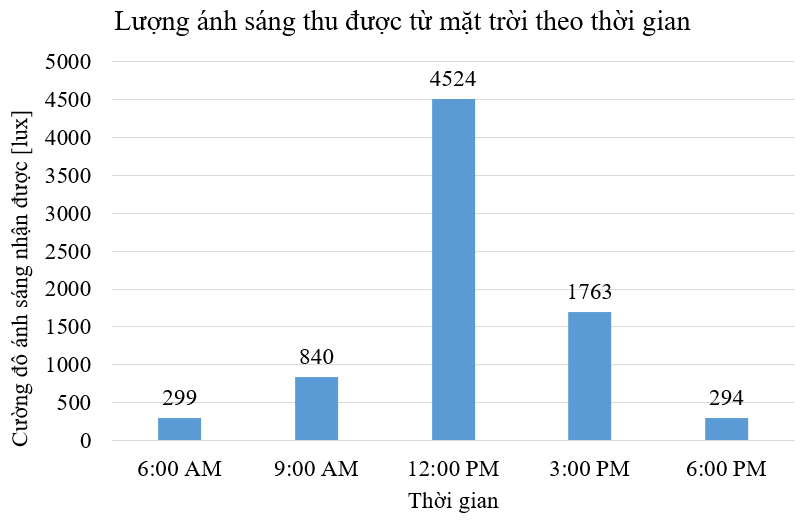 Lượng ánh sáng thu được từ mặt trời theo thời gian
Cường đô ánh sáng nhận được [lux]
5000
4500
4000
3500
3000
2500
2000
1500
1000
500
0
299
840
4524
1763
294
6:00 AM
9:00 AM
12:00 PM
3:00 PM
6:00 PM
Thời gian